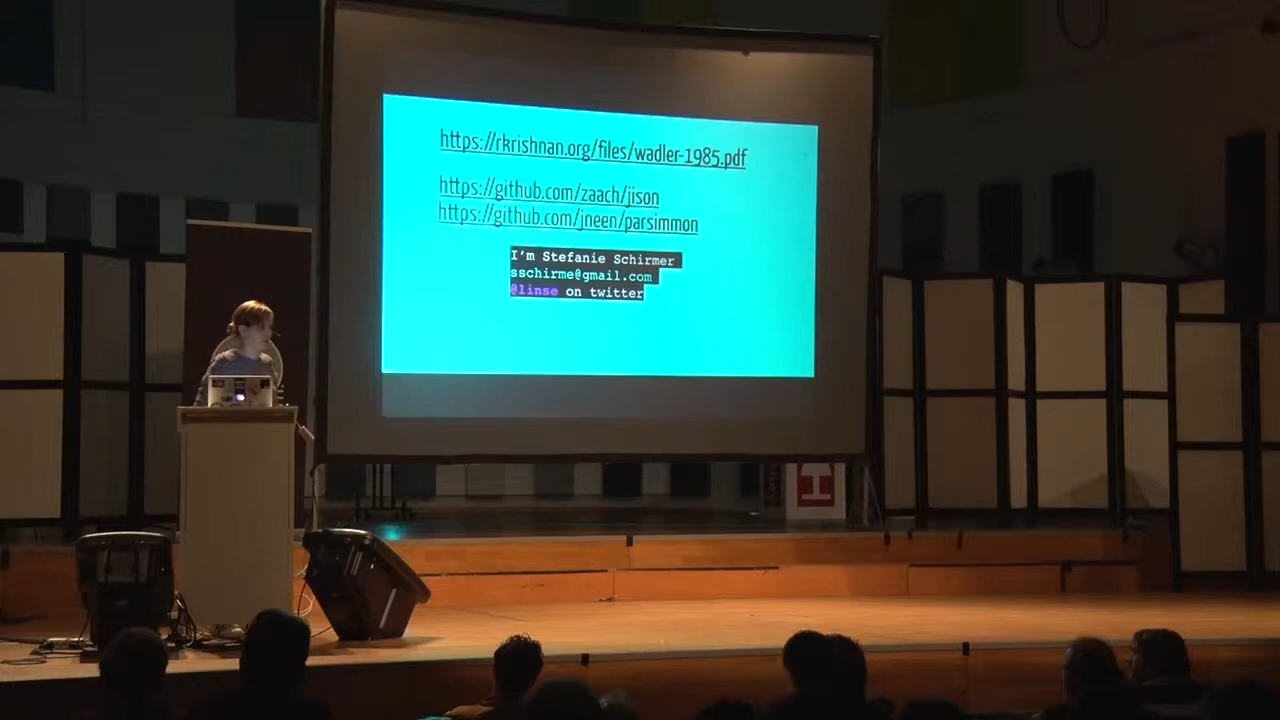 https://rkrishnan.org/files/wadler-1985.pdf
https://github.com/zaach/jison
https://github.com/jneen/parsimmon
I'm Stefanie Schirmer
sschirme@gmail.com
@linse on twitter